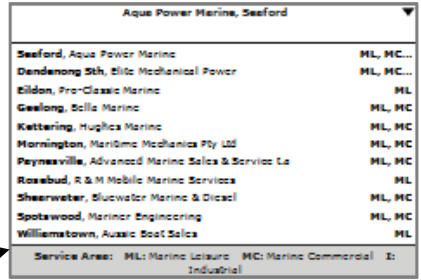 Aqua Power Marine, Seaford
Seaford, Aqua Power Marine ML, MC...
Dandenong Sth, Elite Mechanical Power ML, MC...
Eildon, Pro-Classic Marine ML
Geelong, Bella Marine ML, MC
Kettering, Hughes Marine ML, MC
Mornington, Maritime Mechanics Pty Ltd ML, MC
Paynesville, Advanced Marine Sales & Service t.a ML, MC
Rosebud, R & M Mobile Marine Services ML
Shearwater, Bluewater Marine & Diesel ML, MC
Spotswood, Mariner Engineering ML, MC
Williamstown, Aussie Boat Sales ML
Service Area: ML: Marine Leisure MC: Marine Commercial I:
Industrial